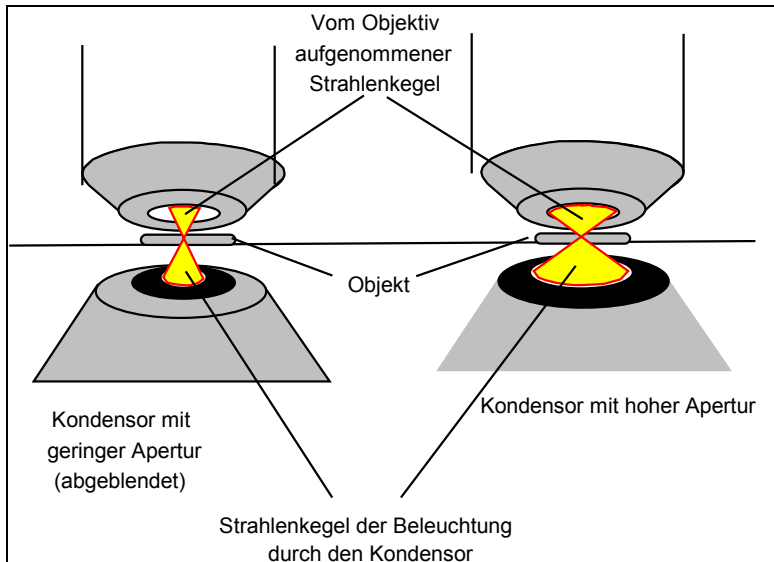 Vom Objektiv
aufgenommener
Strahlenkegel
Objekt
Kondensor mit
geringer Apertur
(abgeblendet)
Kondensor mit hoher Apertur
Strahlenkegel der Beleuchtung
durch den Kondensor